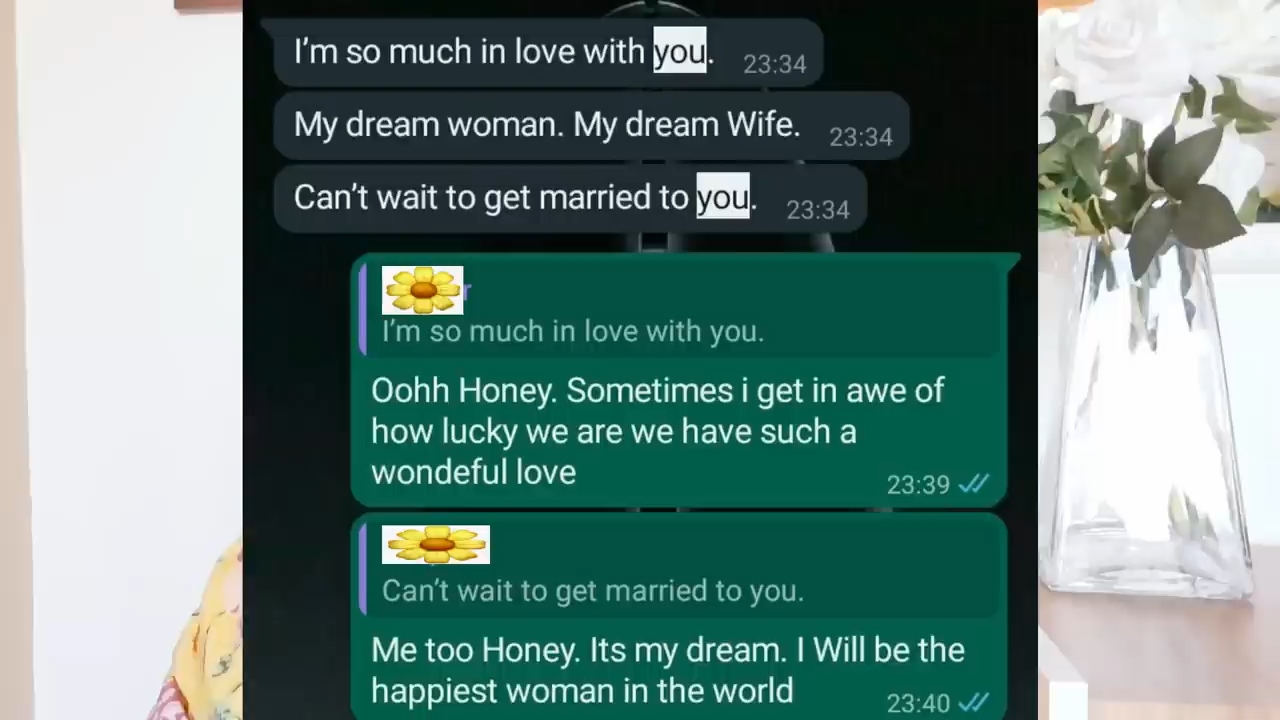 I'm so much in love with you. 23:34
My dream woman. My dream Wife. 23:34
Can't wait to get married to you. 23:34
r
I'm so much in love with you.
Oohh Honey. Sometimes i get in awe of
how lucky we are we have such a
wondeful love 23:39
Can't wait to get married to you.
Me too Honey. Its my dream. I Will be the
happiest woman in the world 23:40